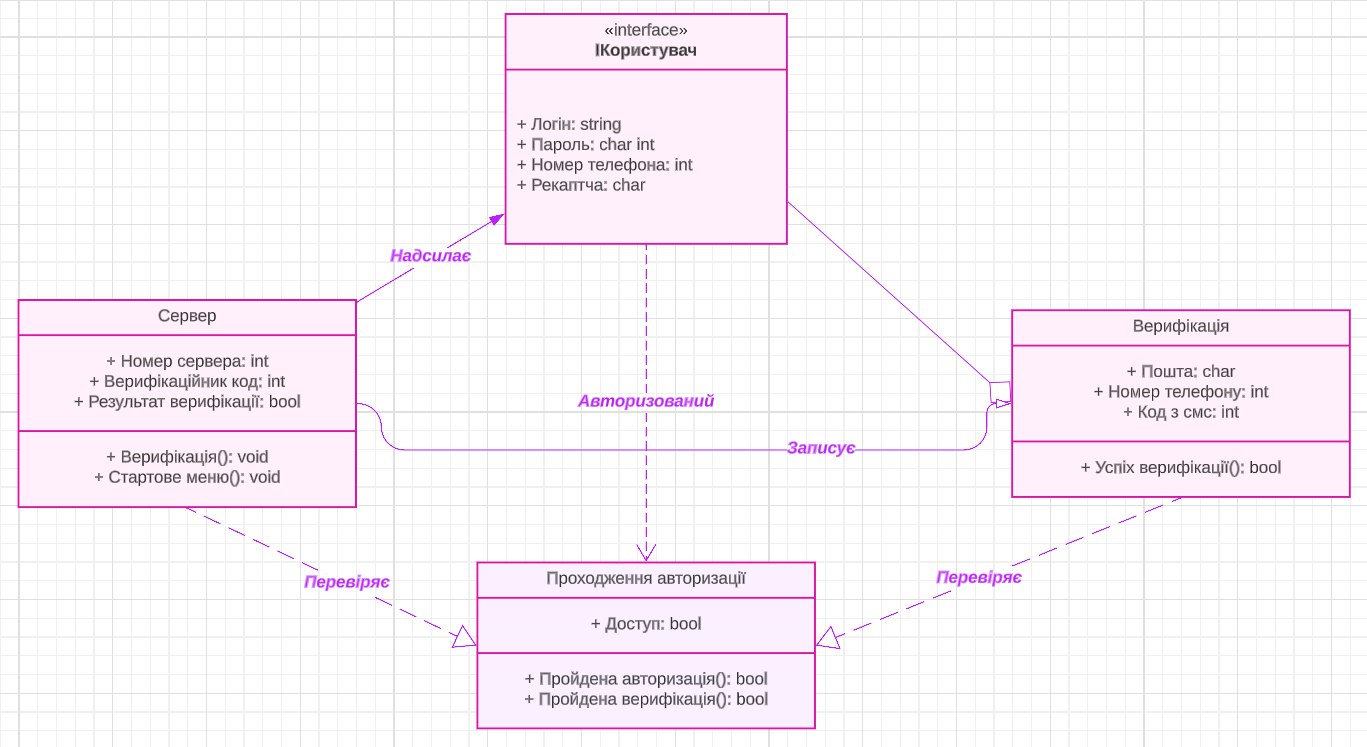 «interface»
ІКористувач
+ Логін: string
+ Пароль: char int
+ Номер телефона: int
+ Рекаптча: char
Надсилає
Сервер
+ Номер сервера: int
+ Верифікаційник код: int
+ Результат верифікації: bool
+ Верифікація(): void
+ Стартове меню(): void
Верифікація
+ Пошта: char
+ Номер телефону: int
+ Код з смс: int
+ Успіх верифікації(): bool
Авторизований
Записує
Перевіряє
Перевіряє
Проходження авторизації
+ Доступ: bool
+ Пройдена авторизація(): bool
+ Пройдена верифікація(): bool